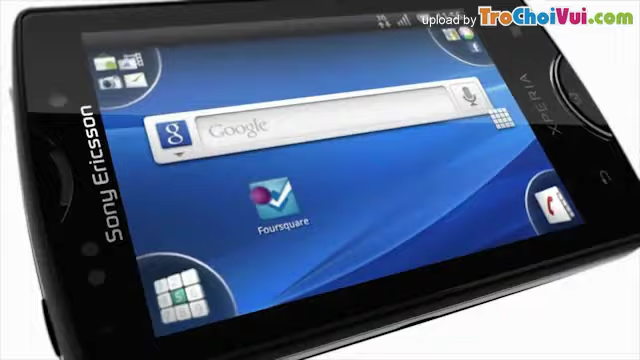 upload by TroChoiVui.com
XPERIA
Sony Ericsson
g Google
Foursquare